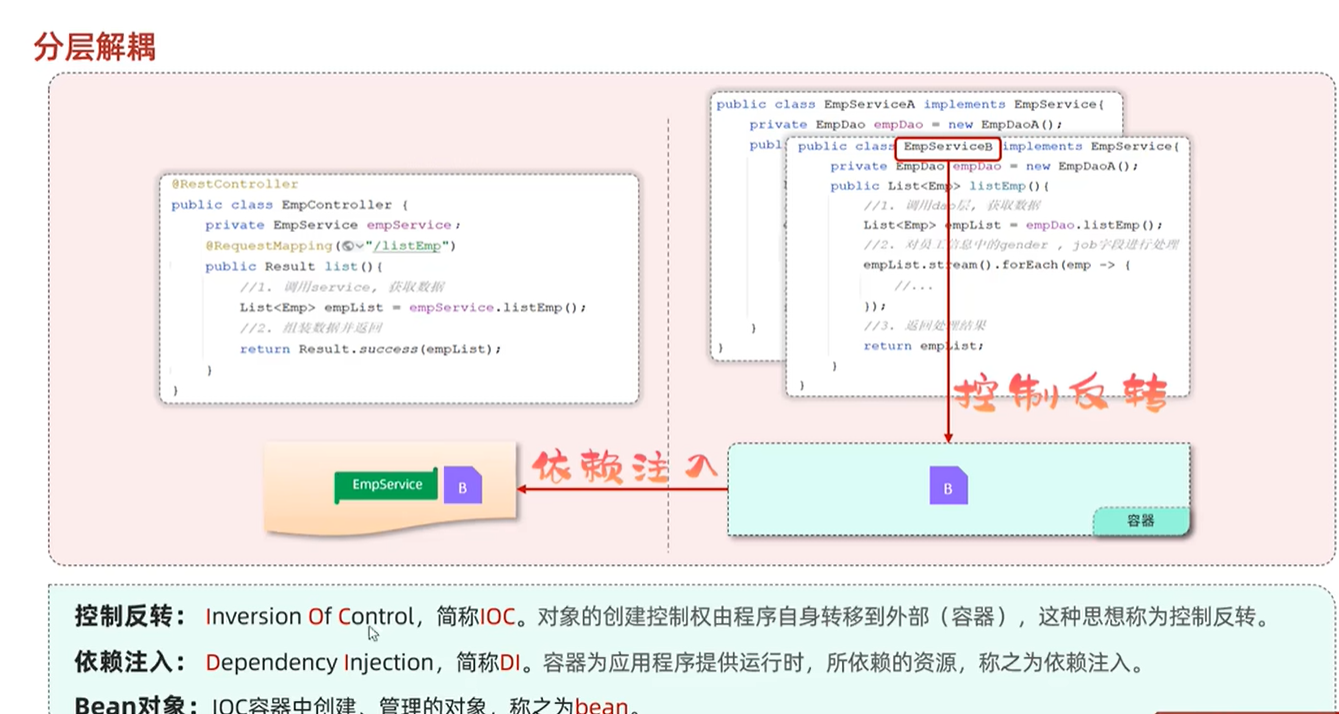 分层解耦
@RestController
public class EmpController {
private EmpService empService;
@RequestMapping("/listEmp")
public Result list(){
//1. 调用service, 获取数据
List<Emp> empList = empService.listEmp();
//2. 组装数据并返回
return Result.success(empList);
}
}
public class EmpServiceA implements EmpService{
private EmpDao empDao = new EmpDaoA();
publ
}
}
public class EmpServiceB implements EmpService{
private EmpDao empDao = new EmpDaoA();
public List<Emp> listEmp(){
//1. 调用dao层, 获取数据
List<Emp> empList = empDao.listEmp();
//2. 对员工信息中的gender , job字段进行处理
empList.stream().forEach(emp -> {
//...
});
//3. 返回处理结果
return empList;
}
}
控制反转
依赖注入
EmpService
B
B
容器
控制反转： Inversion Of Control，简称IOC。对象的创建控制权由程序自身转移到外部（容器），这种思想称为控制反转。
依赖注入： Dependency Injection，简称DI。容器为应用程序提供运行时，所依赖的资源，称之为依赖注入。
Bean对象：IOC容器中创建、管理的对象，称之为bean。